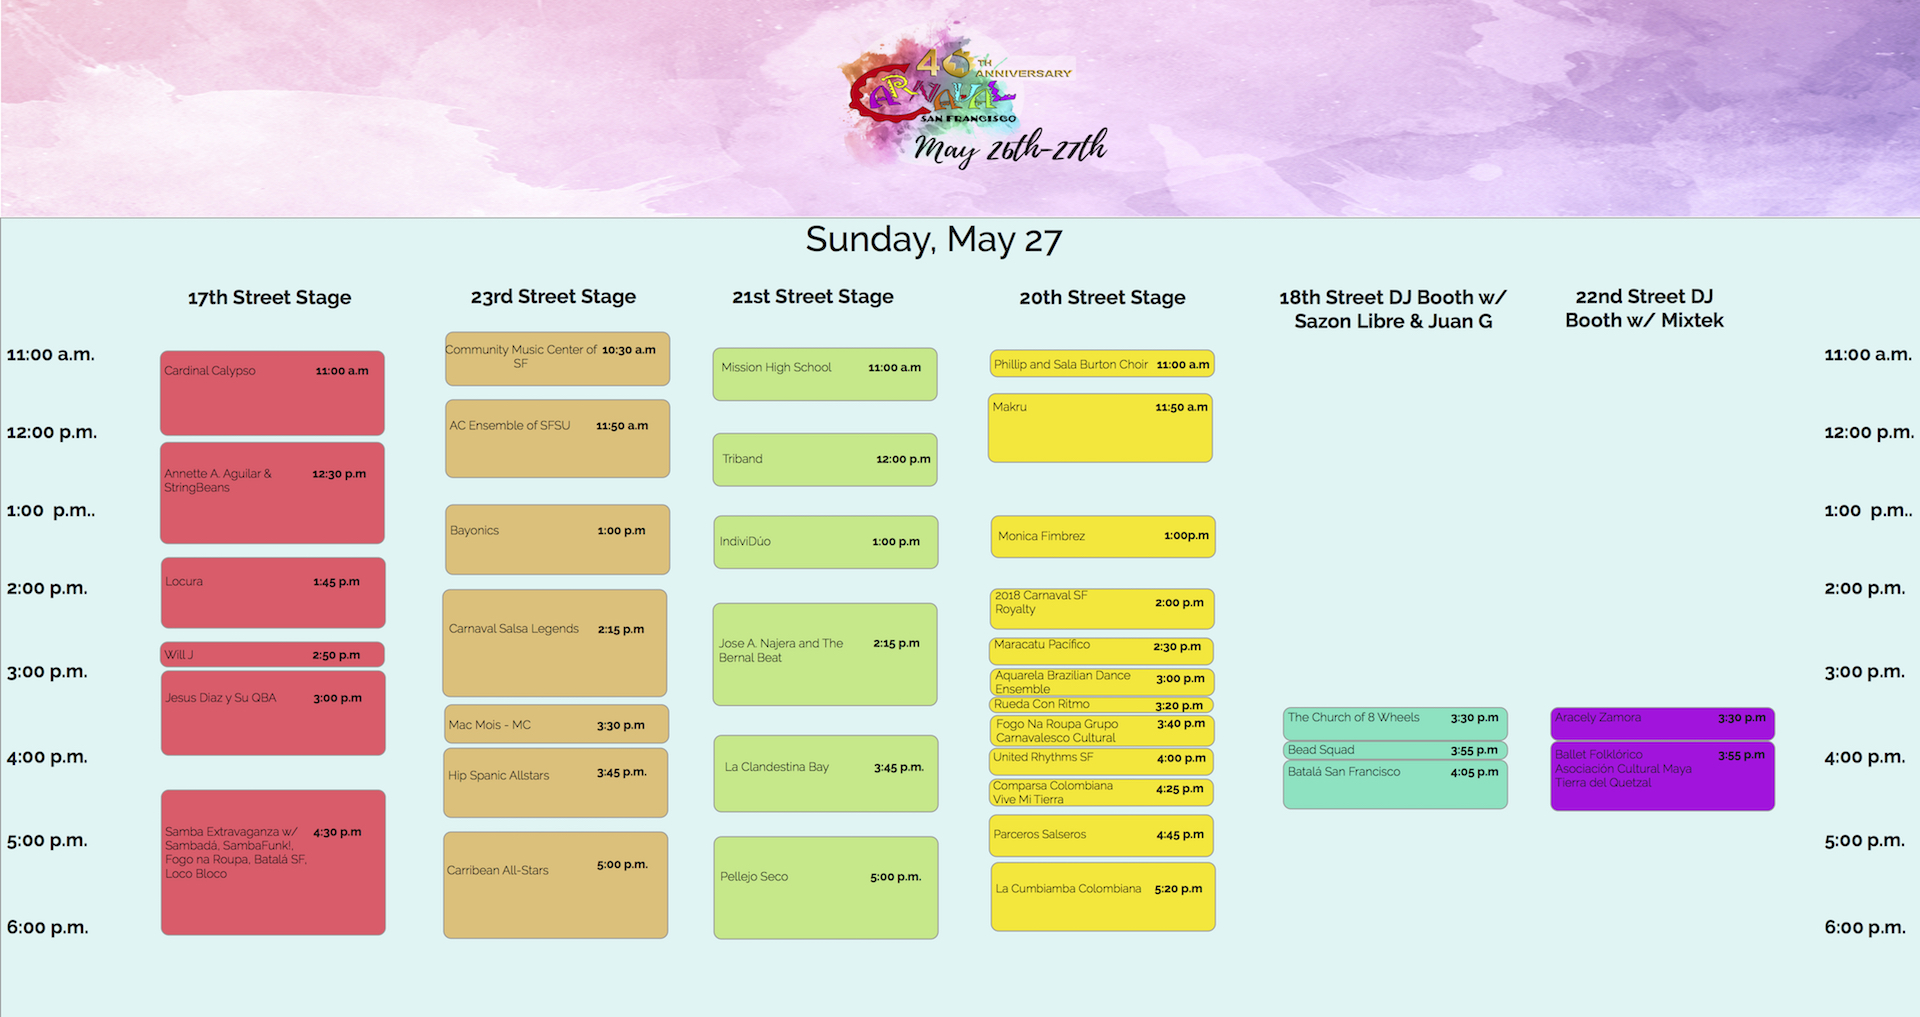 40TH
ANNIVERSARY
CARNAVAL
SAN FRANCISCO
May 26th-27th
Sunday, May 27
17th Street Stage
23rd Street Stage
21st Street Stage
20th Street Stage
18th Street DJ Booth w/
Sazon Libre & Juan G
22nd Street DJ
Booth w/ Mixtek
11:00 a.m.
12:00 p.m.
1:00 p.m..
2:00 p.m.
3:00 p.m.
4:00 p.m.
5:00 p.m.
6:00 p.m.
Cardinal Calypso 11:00 a.m
Annette A. Aguilar & 12:30 p.m
StringBeans
Locura 1:45 p.m
Will J 2:50 p.m
Jesus Diaz y Su QBA 3:00 p.m
Samba Extravaganza w/ 4:30 p.m
Sambadá, SambaFunk!,
Fogo na Roupa, Batalá SF,
Loco Bloco
Community Music Center of 10:30 a.m
SF
AC Ensemble of SFSU 11:50 a.m
Bayonics 1:00 p.m
Carnaval Salsa Legends 2:15 p.m
Mac Mois - MC 3:30 p.m
Hip Spanic Allstars 3:45 p.m.
Carribean All-Stars 5:00 p.m.
Mission High School 11:00 a.m
Triband 12:00 p.m
IndiviDúo 1:00 p.m
Jose A. Najera and The 2:15 p.m
Bernal Beat
La Clandestina Bay 3:45 p.m.
Pellejo Seco 5:00 p.m.
Phillip and Sala Burton Choir 11:00 a.m
Makru 11:50 a.m
Monica Fimbrez 1:00p.m
2018 Carnaval SF
Royalty 2:00 p.m
Maracatu Pacifico 2:30 p.m
Aquarela Brazilian Dance 3:00 p.m
Ensemble
Rueda Con Ritmo 3:20 p.m
Fogo Na Roupa Grupo 3:40 p.m
Carnavalesco Cultural
United Rhythms SF 4:00 p.m
Comparsa Colombiana 4:25 p.m
Vive Mi Tierra
Parceros Salseros 4:45 p.m
La Cumbiamba Colombiana 5:20 p.m
The Church of 8 Wheels 3:30 p.m
Bead Squad 3:55 p.m
Batalá San Francisco 4:05 p.m
Aracely Zamora 3:30 p.m
Ballet Folklórico 3:55 p.m
Asociación Cultural Maya
Tierra del Quetzal
11:00 a.m.
12:00 p.m.
1:00 p.m..
2:00 p.m.
3:00 p.m.
4:00 p.m.
5:00 p.m.
6:00 p.m.